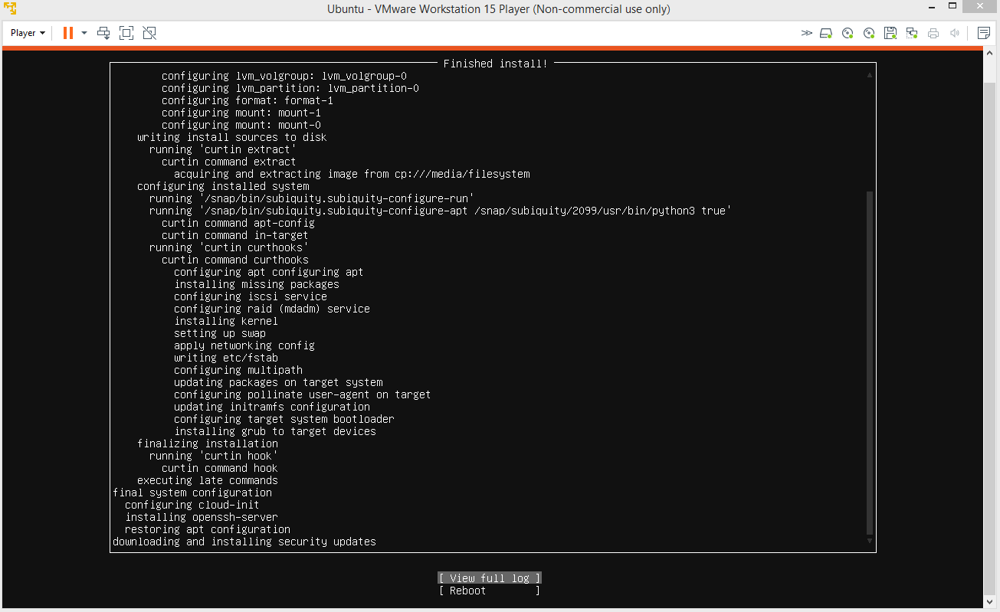 Ubuntu - VMware Workstation 15 Player (Non-commercial use only)
Player
Finished install!
configuring lvm_volgroup: lvm_volgroup-0
configuring lvm_partition: lvm_partition-0
configuring format: format-1
configuring mount: mount-1
configuring mount: mount-0
writing install sources to disk
running 'curtin extract'
curtin command extract
acquiring and extracting image from cp:///media/filesystem
configuring installed system
running '/snap/bin/subiquity.subiquity-configure-run'
running '/snap/bin/subiquity.subiquity-configure-apt /snap/subiquity/2099/usr/bin/python3 true'
curtin command apt-config
curtin command in-target
running 'curtin curthooks'
curtin command curthooks
configuring apt configuring apt
installing missing packages
configuring iscsi service
configuring raid (mdadm) service
installing kernel
setting up swap
apply networking config
writing etc/fstab
configuring multipath
updating packages on target system
configuring pollinate user-agent on target
updating initramfs configuration
configuring target system bootloader
installing grub to target devices
finalizing installation
running 'curtin hook'
curtin command hook
executing late commands
final system configuration
configuring cloud-init
installing openssh-server
restoring apt configuration
downloading and installing security updates
[ View full log ]
[ Reboot ]